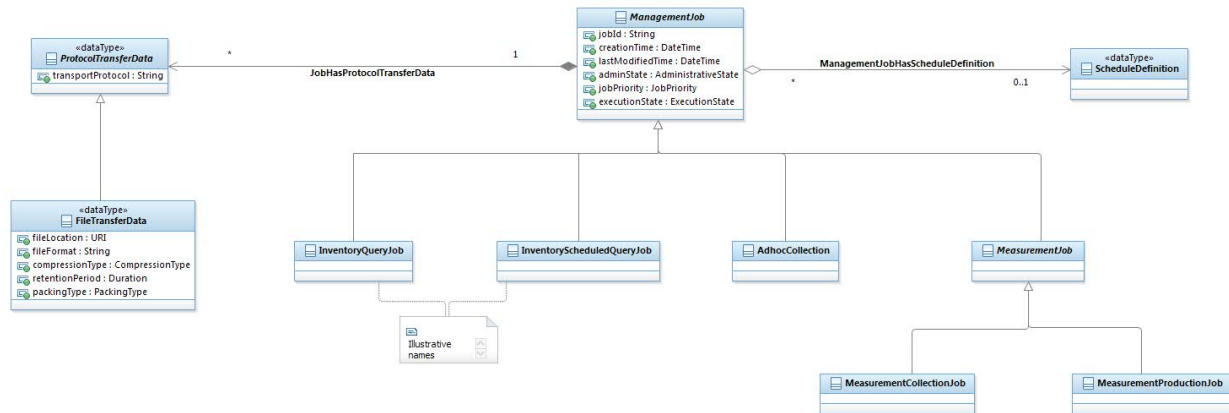 ManagementJob
jobId : String
creationTime : DateTime
lastModifiedTime : DateTime
adminState : AdministrativeState
jobPriority : JobPriority
executionState : ExecutionState
«dataType»
ProtocolTransferData
transportProtocol : String
*
1
JobHasProtocolTransferData
ManagementJobHasScheduleDefinition
*
0..1
«dataType»
ScheduleDefinition
«dataType»
FileTransferData
fileLocation : URI
fileFormat : String
compressionType : CompressionType
retentionPeriod : Duration
packingType : PackingType
InventoryQueryJob
InventoryScheduledQueryJob
AdhocCollection
MeasurementJob
Illustrative
names
MeasurementCollectionJob
MeasurementProductionJob